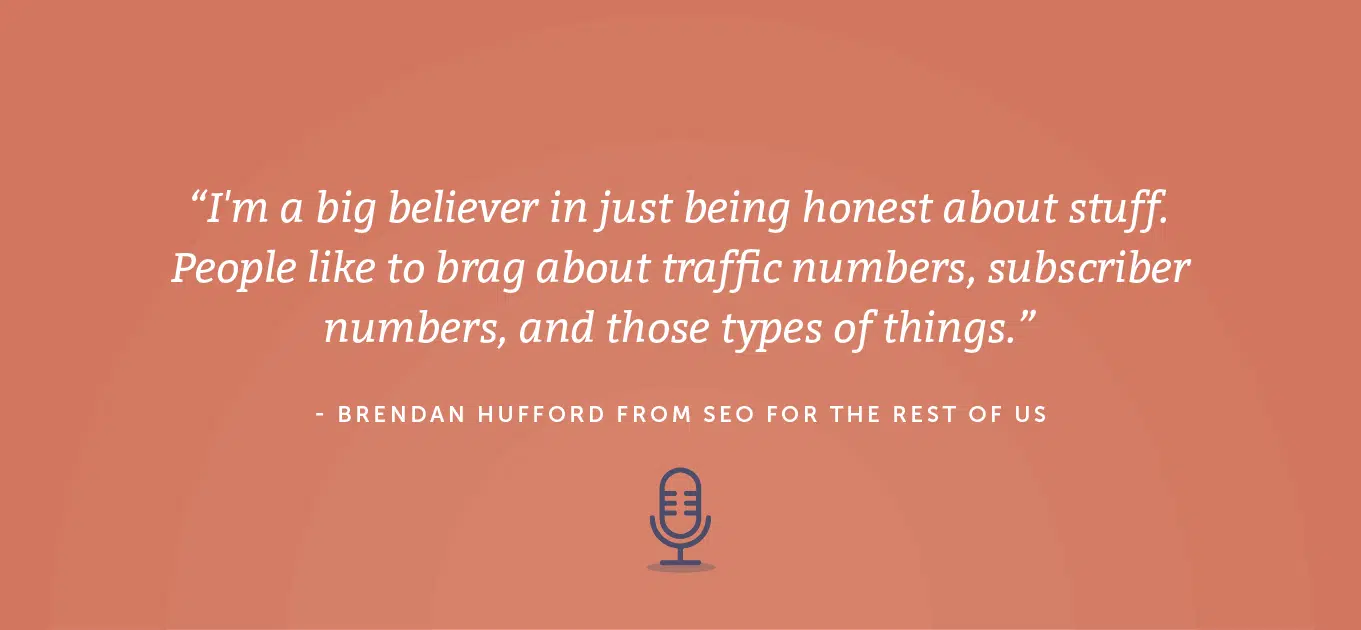 “I'm a big believer in just being honest about stuff.
People like to brag about traffic numbers, subscriber
numbers, and those types of things.”
- BRENDAN HUFFORD FROM SEO FOR THE REST OF US